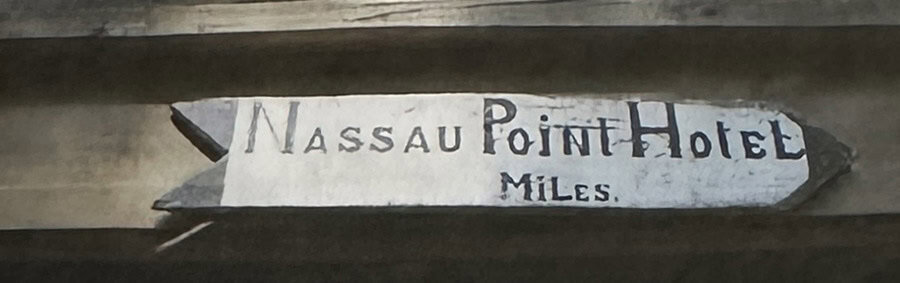 NASSAU POINT HOTEL
MILES.